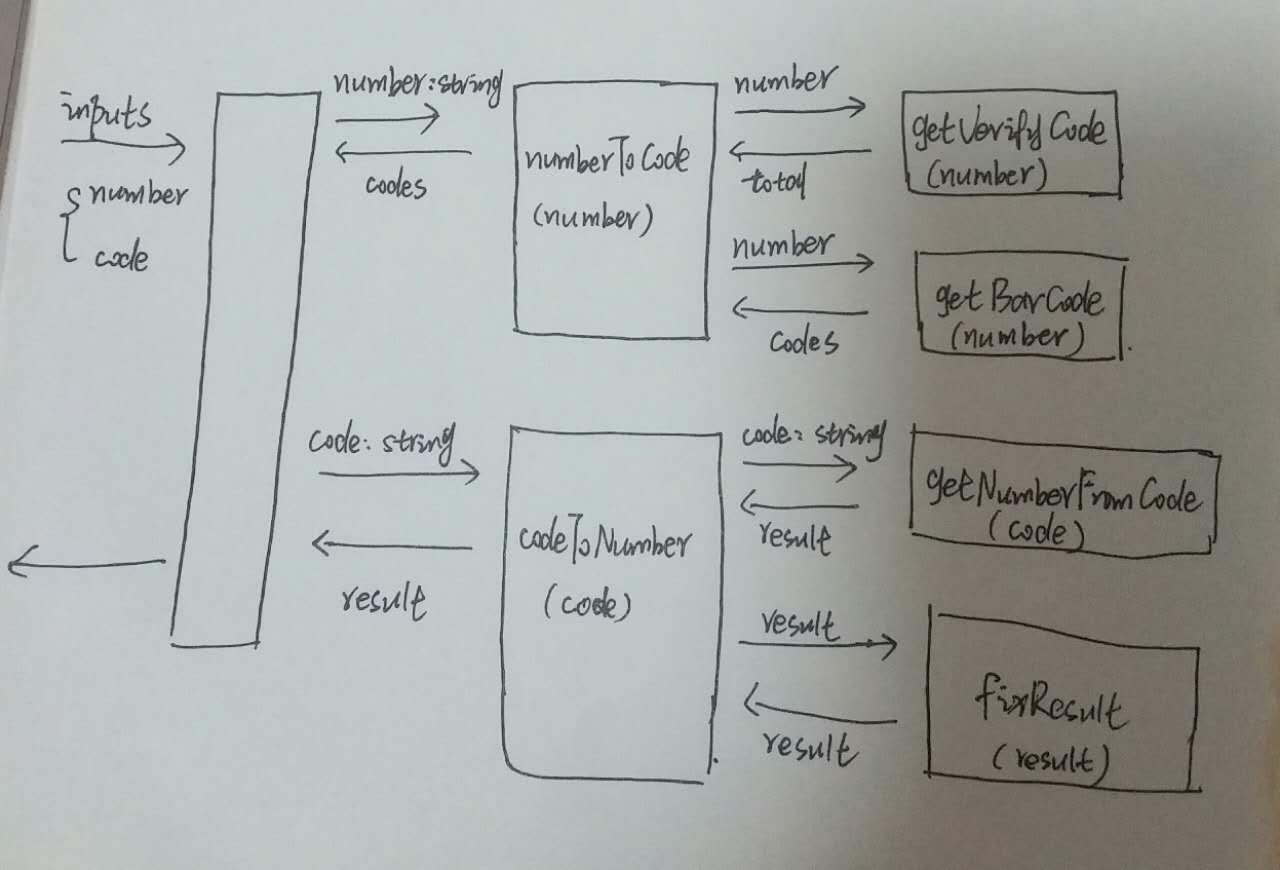 inputs
number
code
number:string
codes
numberToCode
(number)
number
total
getVerifyCode
(number)
number
codes
getBarCode
(number)
code: string
result
codeToNumber
(code)
code: string
result
getNumberFromCode
(code)
result
result
fixResult
(result)